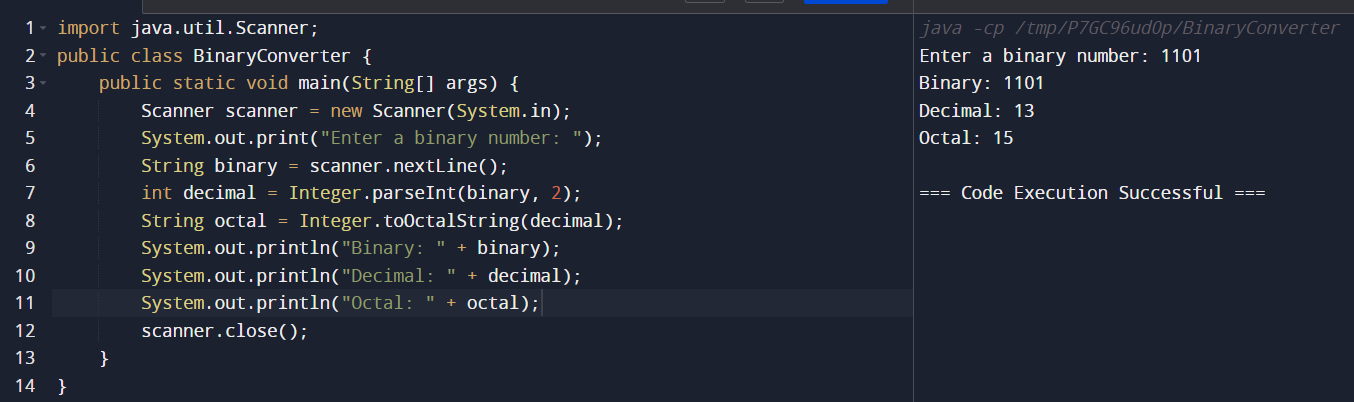 1 import java.util.Scanner;
2 public class BinaryConverter {
3     public static void main(String[] args) {
4         Scanner scanner = new Scanner(System.in);
5         System.out.print("Enter a binary number: ");
6         String binary = scanner.nextLine();
7         int decimal = Integer.parseInt(binary, 2);
8         String octal = Integer.toOctalString(decimal);
9         System.out.println("Binary: " + binary);
10         System.out.println("Decimal: " + decimal);
11         System.out.println("Octal: " + octal);
12         scanner.close();
13     }
14 }
java -cp /tmp/P7GC96udOp/BinaryConverter
Enter a binary number: 1101
Binary: 1101
Decimal: 13
Octal: 15
=== Code Execution Successful ===